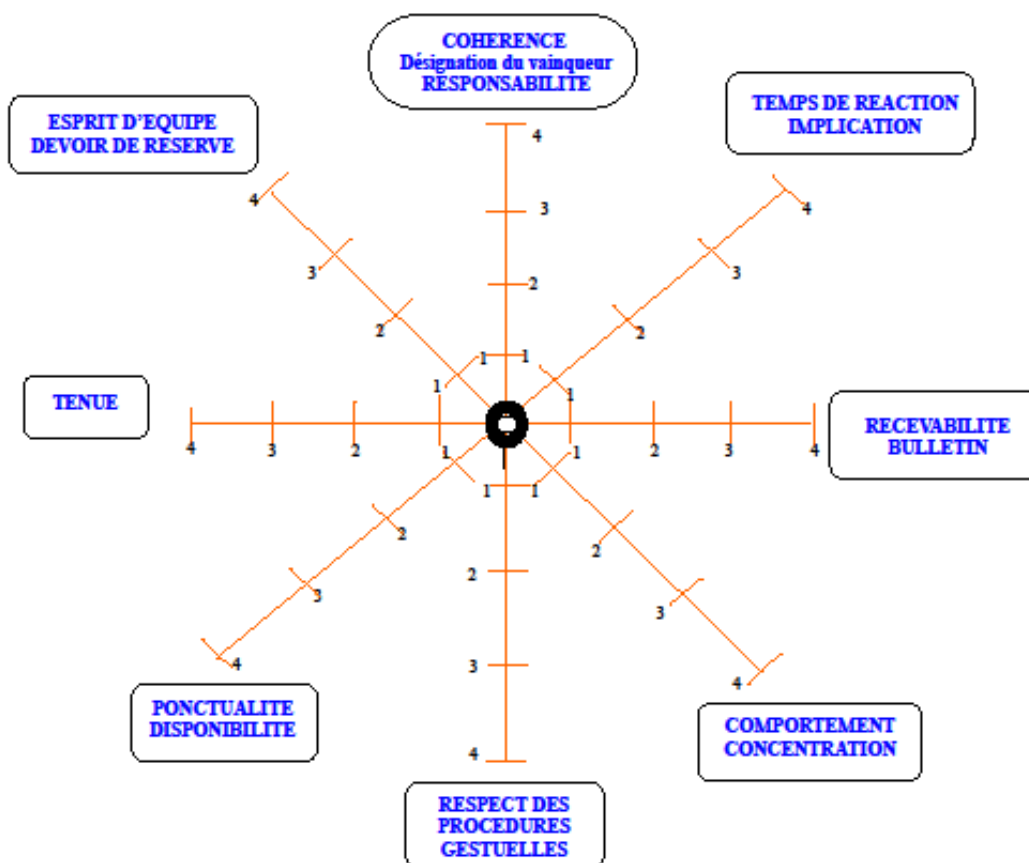 COHERENCE
Désignation du vainqueur
RESPONSABILITE
TEMPS DE REACTION
IMPLICATION
ESPRIT D'EQUIPE
DEVOIR DE RESERVE
4
3
2
1
4
3
2
1
4
3
2
1
TENUE
4
3
2
1
1
2
3
4
RECEVABILITE
BULLETIN
1
2
3
4
1
2
3
4
1
2
3
4
PONCTUALITE
DISPONIBILITE
COMPORTEMENT
CONCENTRATION
RESPECT DES
PROCEDURES
GESTUELLES